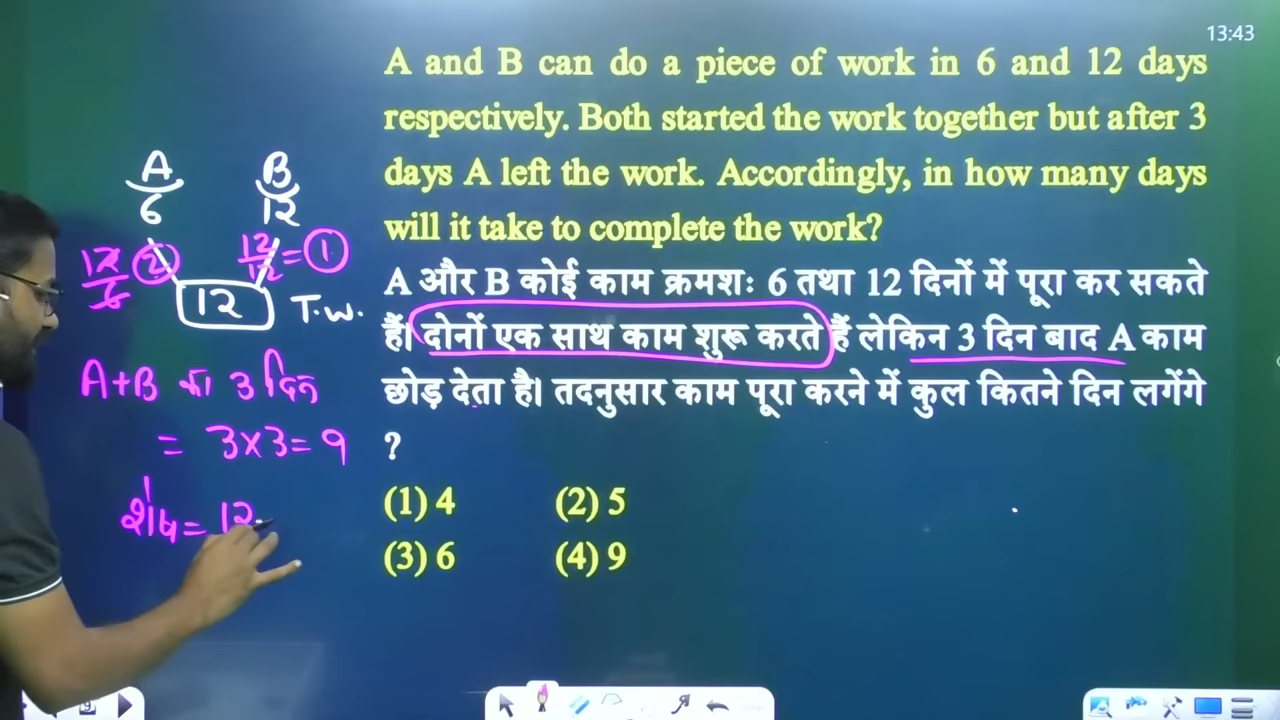 13:43
A and B can do a piece of work in 6 and 12 days
respectively. Both started the work together but after 3
days A left the work. Accordingly, in how many days
will it take to complete the work?
A और B कोई काम क्रमशः 6 तथा 12 दिनों में पूरा कर सकते
हैं। दोनों एक साथ काम शुरू करते हैं लेकिन 3 दिन बाद A काम
छोड़ देता है। तदनुसार काम पूरा करने में कुल कितने दिन लगेंगे
?
(1) 4 (2) 5
(3) 6 (4) 9
A B
6 12
12/6 2 12/12 = 1
12 T.W.
A+B का 3 दिन
= 3×3=9
शेष = 12